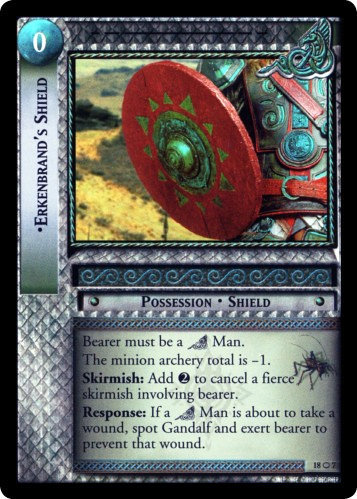 0
•Erkenbrand's Shield
Possession • Shield
Bearer must be a Man.
The minion archery total is -1.
Skirmish: Add 2 to cancel a fierce
skirmish involving bearer.
Response: If a Man is about to take a
wound, spot Gandalf and exert bearer to
prevent that wound.